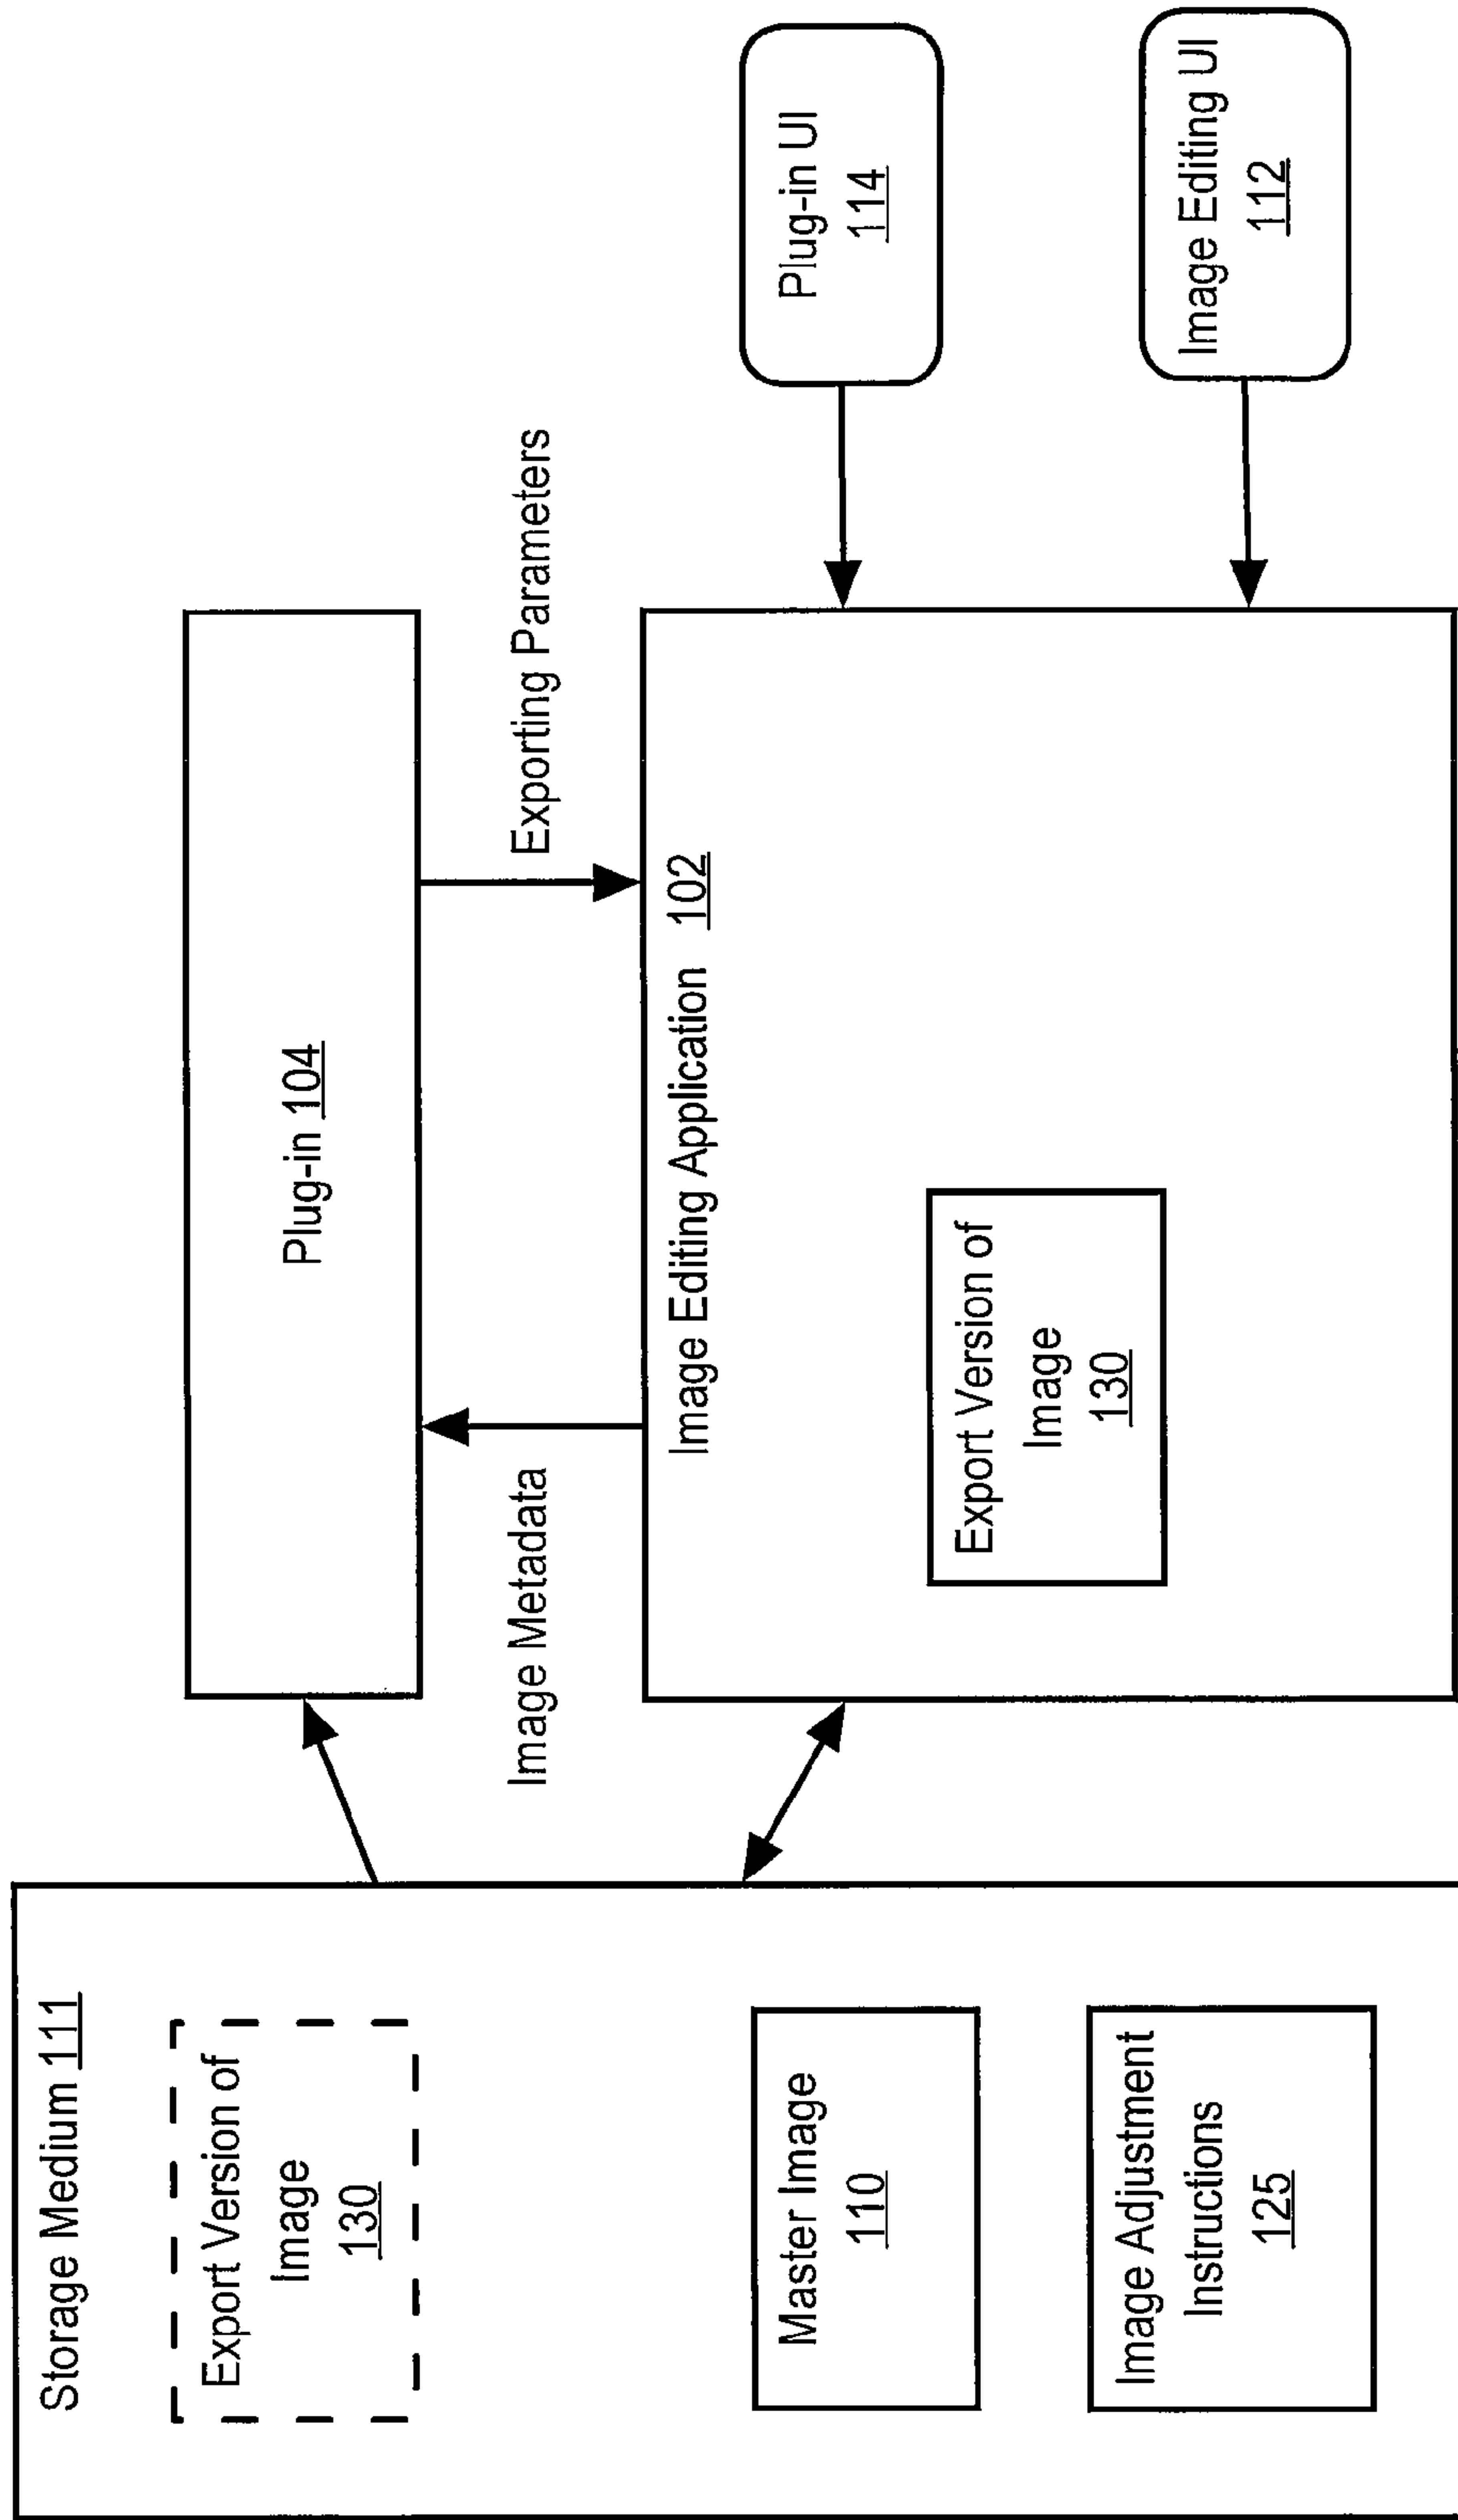 Storage Medium 111
Export Version of
Image
130
Master Image
110
Image Adjustment
Instructions
125
Plug-in 104
Image Metadata
Exporting Parameters
Image Editing Application 102
Export Version of
Image
130
Plug-in UI
114
Image Editing UI
112